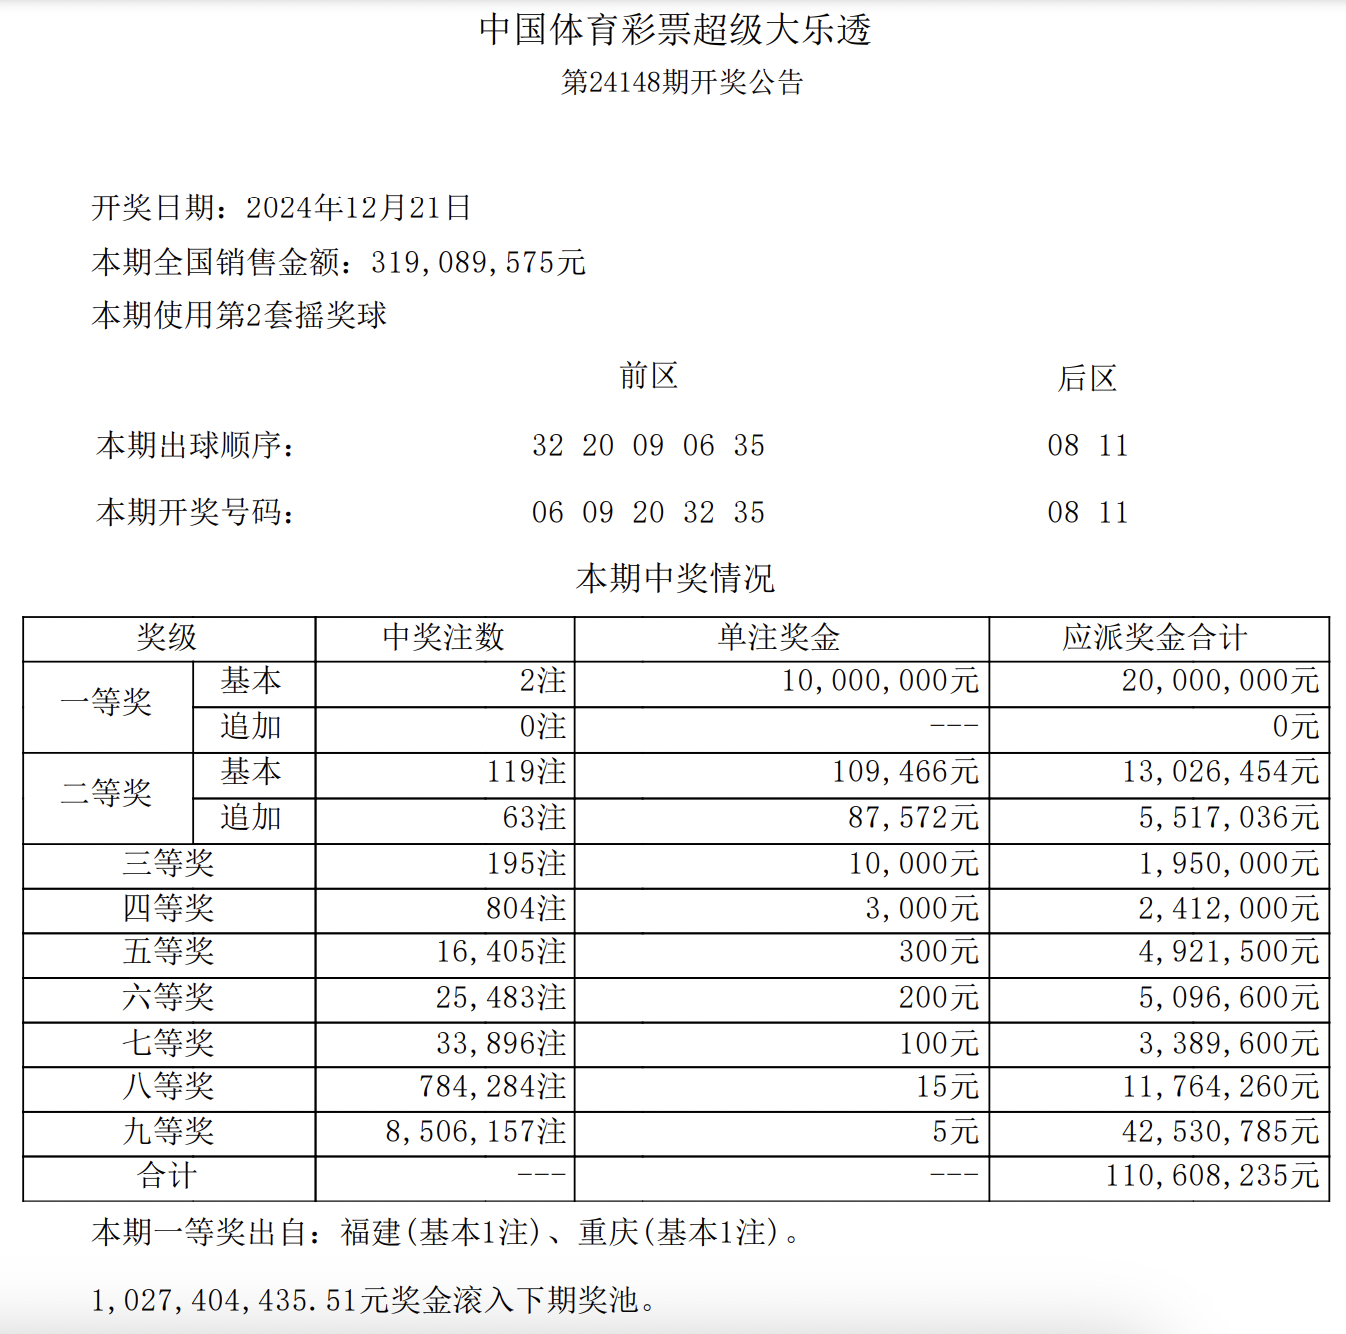 中国体育彩票超级大乐透
第24148期开奖公告
开奖日期：2024年12月21日
本期全国销售金额：319,089,575元
本期使用第2套摇奖球
前区 后区
本期出球顺序： 32 20 09 06 35 08 11
本期开奖号码： 06 09 20 32 35 08 11
本期中奖情况
奖级 中奖注数 单注奖金 应派奖金合计
一等奖 基本 2注 10,000,000元 20,000,000元
追加 0注 --- 0元
二等奖 基本 119注 109,466元 13,026,454元
追加 63注 87,572元 5,517,036元
三等奖 195注 10,000元 1,950,000元
四等奖 804注 3,000元 2,412,000元
五等奖 16,405注 300元 4,921,500元
六等奖 25,483注 200元 5,096,600元
七等奖 33,896注 100元 3,389,600元
八等奖 784,284注 15元 11,764,260元
九等奖 8,506,157注 5元 42,530,785元
合计 --- --- 110,608,235元
本期一等奖出自：福建(基本1注)、重庆(基本1注)。
1,027,404,435.51元奖金滚入下期奖池。